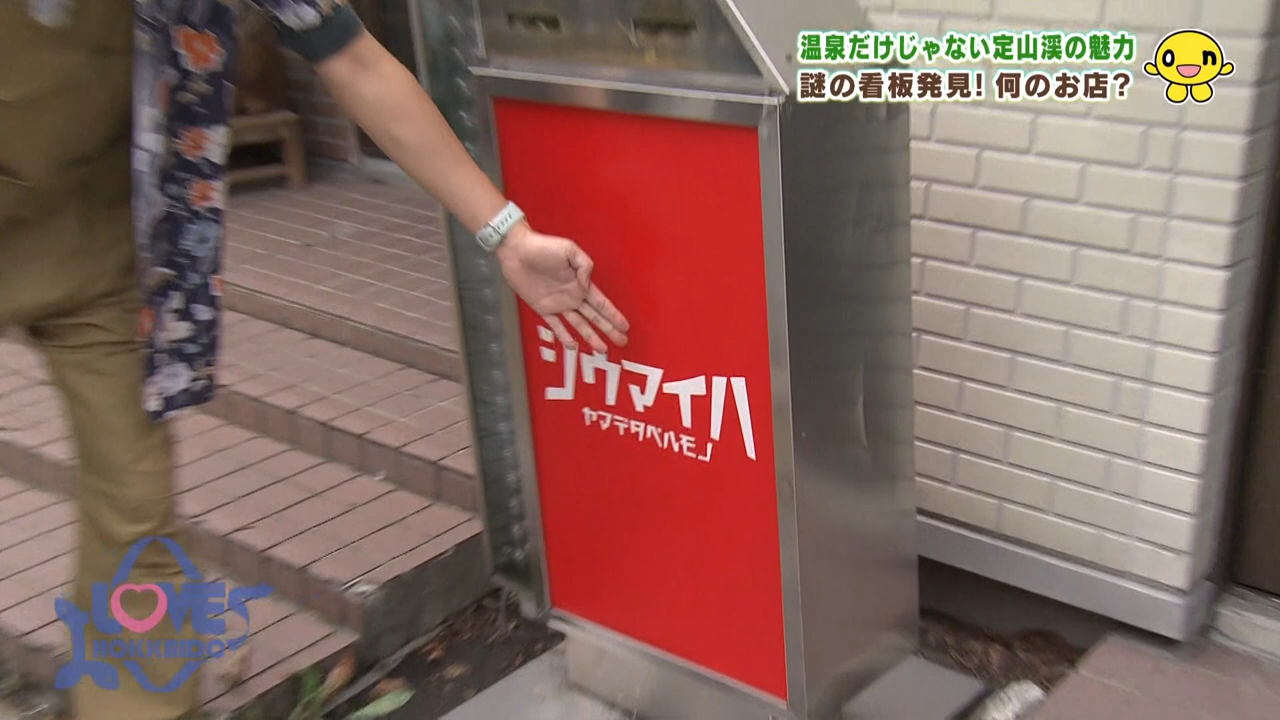 温泉だけじゃない定山渓の魅力
謎の看板発見！何のお店？
on
シウマイハ
ヤマデタベルモノ
LOVE
HOKKAIDO